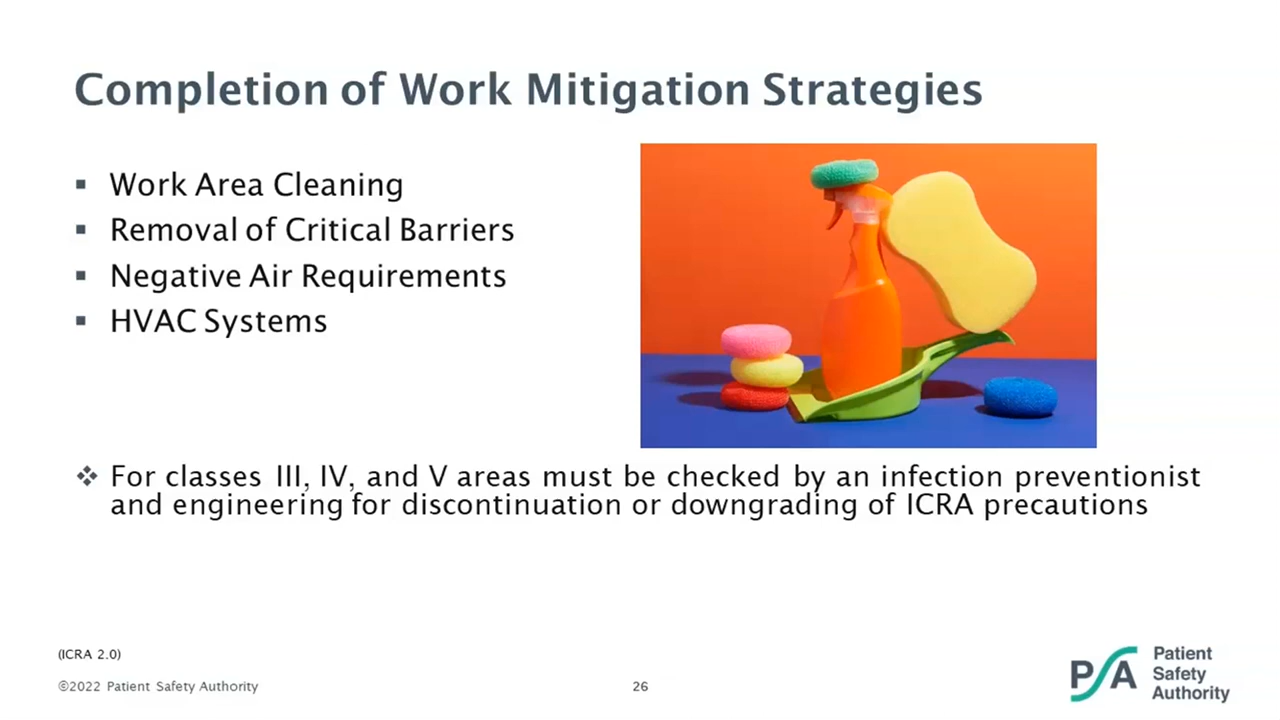 Completion of Work Mitigation Strategies
▪ Work Area Cleaning
▪ Removal of Critical Barriers
▪ Negative Air Requirements
▪ HVAC Systems
❖ For classes III, IV, and V areas must be checked by an infection preventionist
and engineering for discontinuation or downgrading of ICRA precautions
(ICRA 2.0)
©2022 Patient Safety Authority
26
PSA
Patient
Safety
Authority